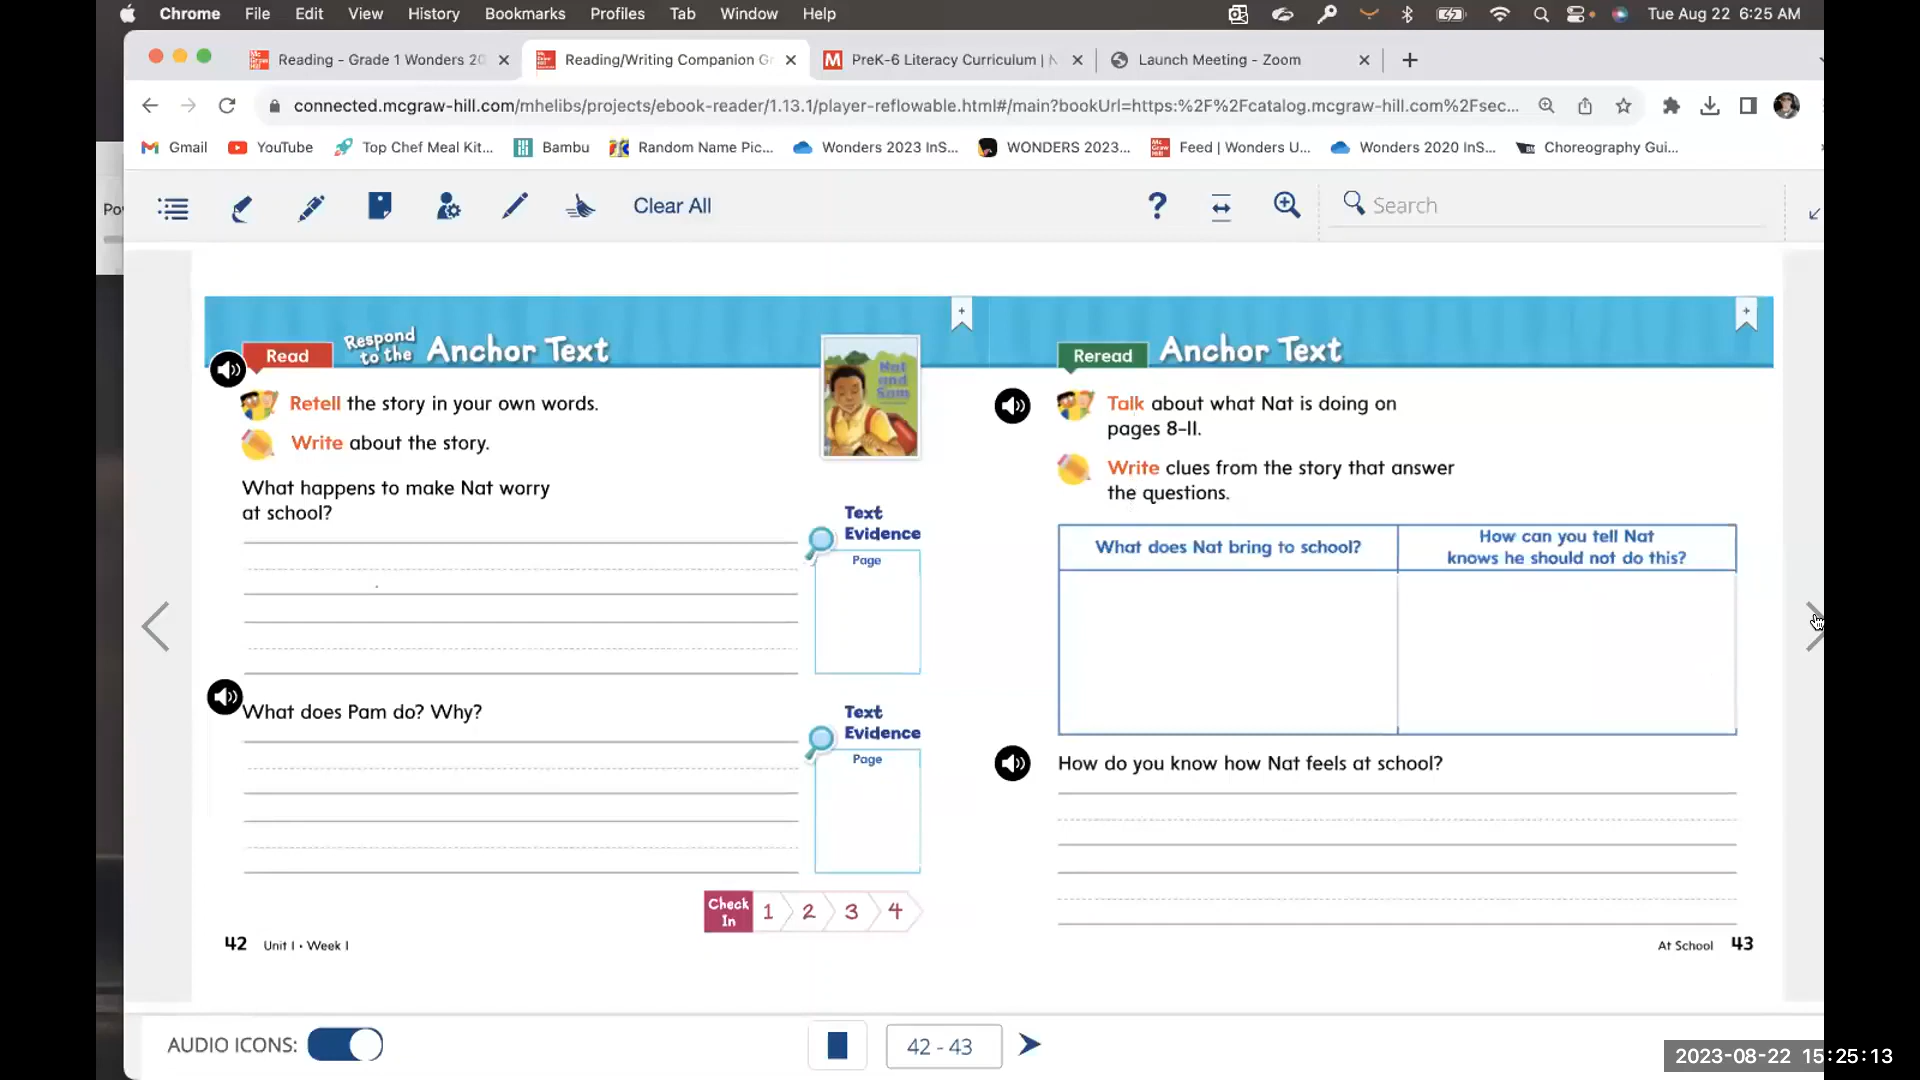 Chrome File Edit View History Bookmarks Profiles Tab Window Help Tue Aug 22 6:25 AM
Reading - Grade 1 Wonders 20 Reading/Writing Companion Gr PreK-6 Literacy Curriculum | N Launch Meeting - Zoom
connected.mcgraw-hill.com/mhelibs/projects/ebook-reader/1.13.1/player-reflowable.html#/main?bookUrl=https:%2F%2Fcatalog.mcgraw-hill.com%2Fsec...
Gmail YouTube Top Chef Meal Kit... Bambu Random Name Pic... Wonders 2023 InS... WONDERS 2023... Feed | Wonders U... Wonders 2020 InS... Choreography Gui...
Clear All Search
Read Respond to the Anchor Text
Nat and Sam
Retell the story in your own words.
Write about the story.
What happens to make Nat worry
at school?
Text
Evidence
Page
What does Pam do? Why?
Text
Evidence
Page
Check In 1 2 3 4
42 Unit 1 • Week 1
Reread Anchor Text
Talk about what Nat is doing on
pages 8–11.
Write clues from the story that answer
the questions.
What does Nat bring to school?
How can you tell Nat
knows he should not do this?
How do you know how Nat feels at school?
At School 43
AUDIO ICONS: 42 - 43
2023-08-22 15:25:13